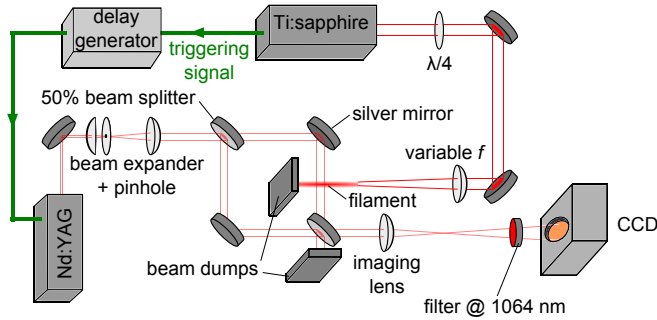 delay
generator
Ti:sapphire
triggering
signal
λ/4
50% beam splitter
silver mirror
beam expander
+ pinhole
variable f
filament
Nd:YAG
beam dumps
imaging
lens
CCD
filter @ 1064 nm